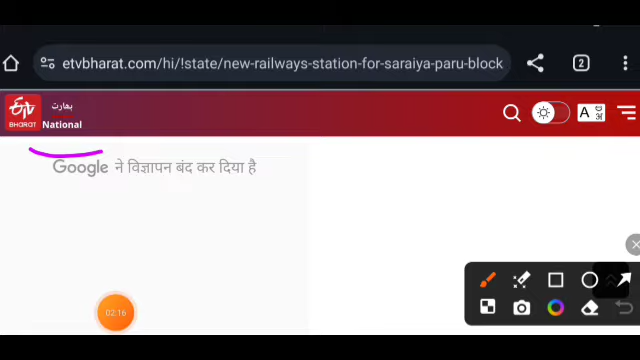 etvbharat.com/hi/!state/new-railways-station-for-saraiya-paru-block
2
ETV
BHARAT
بھارت
National
A
Google ने विज्ञापन बंद कर दिया है
02:16